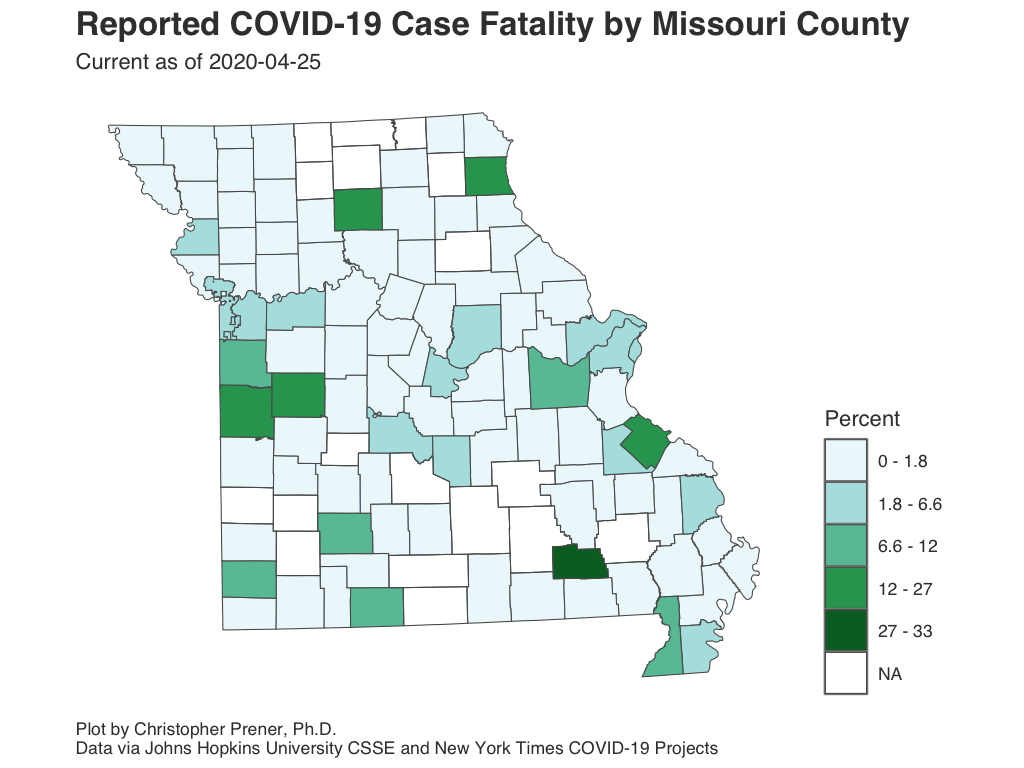 Reported COVID-19 Case Fatality by Missouri County
Current as of 2020-04-25
Percent
0 - 1.8
1.8 - 6.6
6.6 - 12
12 - 27
27 - 33
NA
Plot by Christopher Prener, Ph.D.
Data via Johns Hopkins University CSSE and New York Times COVID-19 Projects